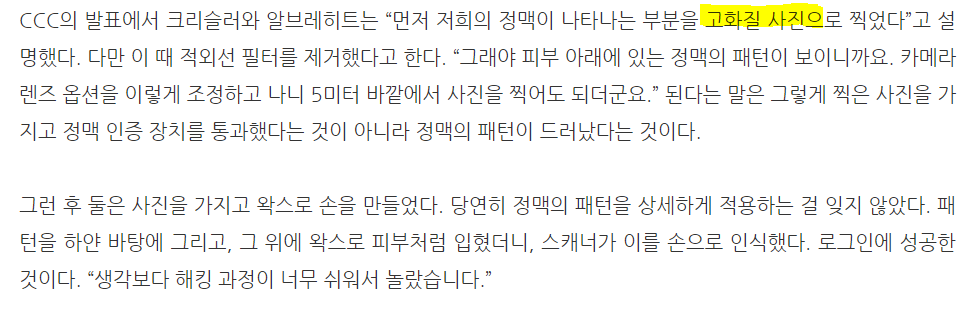 CCC의 발표에서 크리슬러와 알브레히트는 “먼저 저희의 정맥이 나타나는 부분을 고화질 사진으로 찍었다”고 설
명했다. 다만 이 때 적외선 필터를 제거했다고 한다. “그래야 피부 아래에 있는 정맥의 패턴이 보이니까요. 카메라
렌즈 옵션을 이렇게 조정하고 나니 5미터 바깥에서 사진을 찍어도 되더군요.” 된다는 말은 그렇게 찍은 사진을 가
지고 정맥 인증 장치를 통과했다는 것이 아니라 정맥의 패턴이 드러났다는 것이다.
그런 후 둘은 사진을 가지고 왁스로 손을 만들었다. 당연히 정맥의 패턴을 상세하게 적용하는 걸 잊지 않았다. 패
턴을 하얀 바탕에 그리고, 그 위에 왁스로 피부처럼 입혔더니, 스캐너가 이를 손으로 인식했다. 로그인에 성공한
것이다. “생각보다 해킹 과정이 너무 쉬워서 놀랐습니다.”